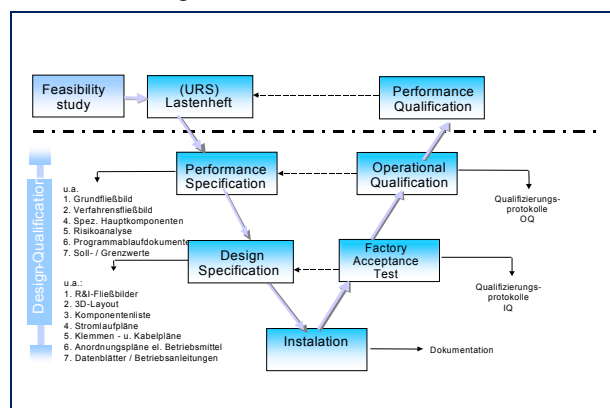 Feasibility
study
(URS)
Lastenheft
Performance
Qualification
Performance
Specification
Operational
Qualification
u.a.
1. Grundfließbild
2. Verfahrensfließbild
4. Spez. Hauptkomponenten
5. Risikoanalyse
6. Programmablaufdokumente
7. Soll- / Grenzwerte
Qualifizierungs-
protokolle
OQ
Design-Qualification
Design
Specification
Factory
Acceptance
Test
u.a.:
1. R&I-Fließbilder
2. 3D-Layout
3. Komponentenliste
4. Stromlaufpläne
5. Klemmen - u. Kabelpläne
6. Anordnungspläne el. Betriebsmittel
7. Datenblätter / Betriebsanleitungen
Qualifizierungs-
protokolle
IQ
Instalation
Dokumentation